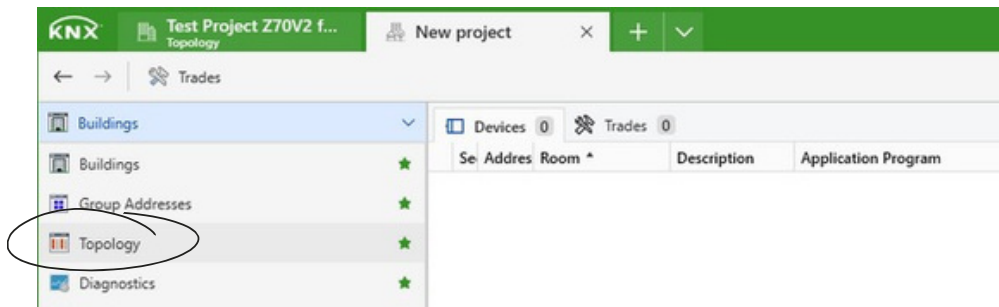 KNX
Test Project Z70V2 f...
Topology
New project
Trades
Buildings
Devices 0 Trades 0
Se Addres Room Description Application Program
Buildings
Group Addresses
Topology
Diagnostics